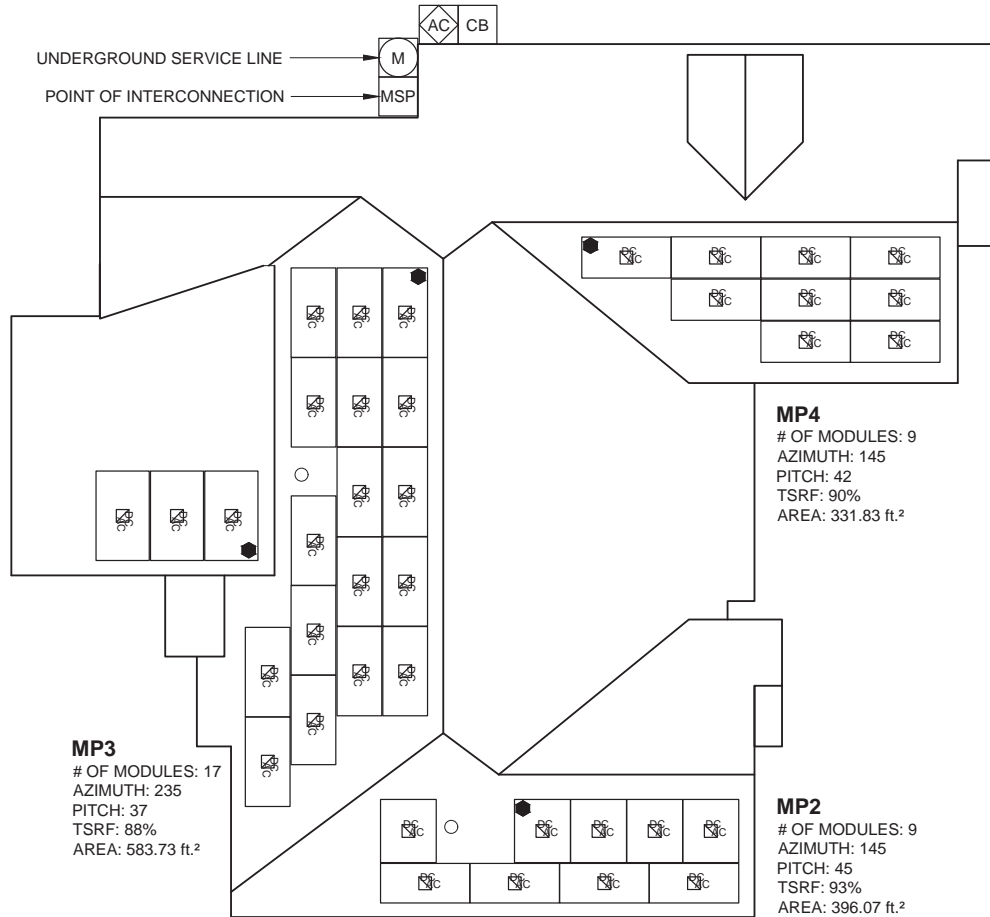 AC CB
UNDERGROUND SERVICE LINE M
POINT OF INTERCONNECTION MSP
MP4
# OF MODULES: 9
AZIMUTH: 145
PITCH: 42
TSRF: 90%
AREA: 331.83 ft.²
MP3
# OF MODULES: 17
AZIMUTH: 235
PITCH: 37
TSRF: 88%
AREA: 583.73 ft.²
MP2
# OF MODULES: 9
AZIMUTH: 145
PITCH: 45
TSRF: 93%
AREA: 396.07 ft.²